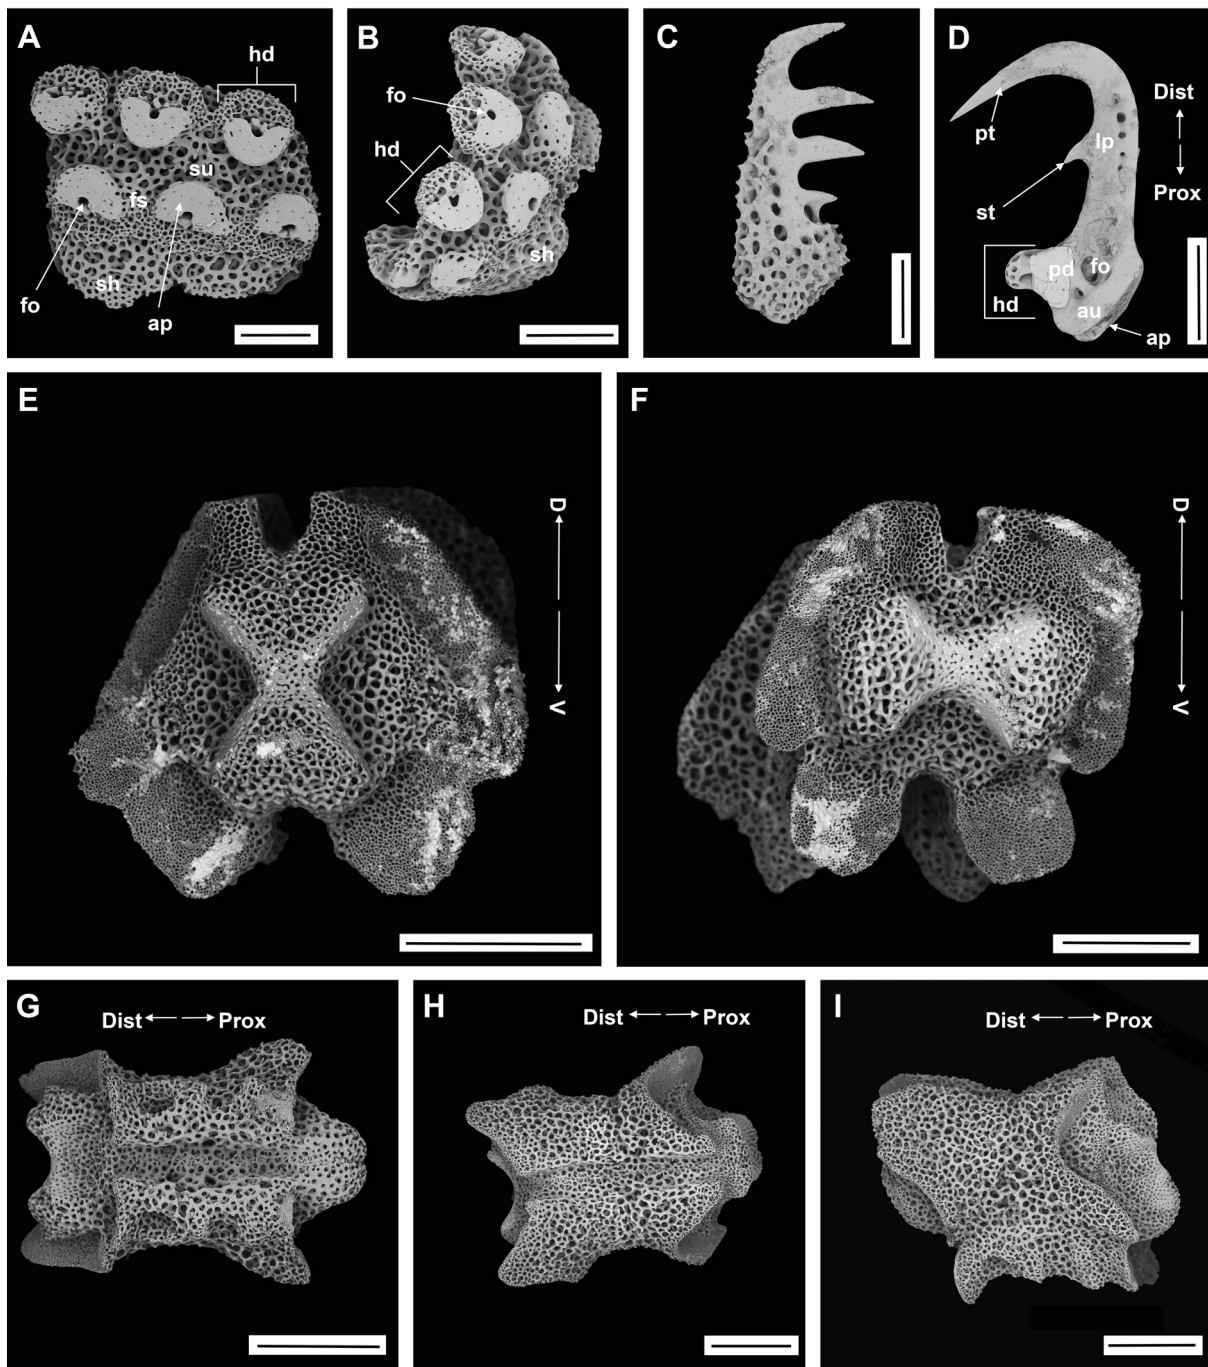 A
hd
su
fs
sh
fo
ap
B
fo
hd
sh
C
D
Dist
Prox
pt
lp
st
pd
fo
hd
au
ap
E
D
V
F
D
V
G
Dist Prox
H
Dist Prox
I
Dist Prox